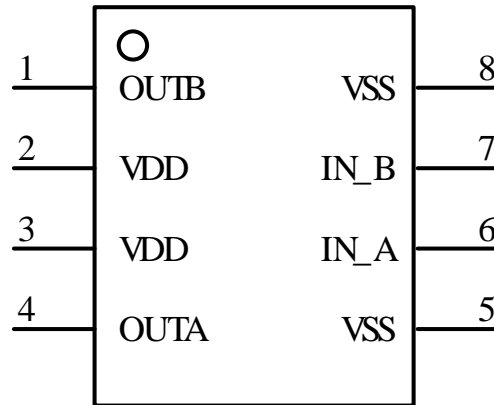 1 OUTB VSS 8
2 VDD IN_B 7
3 VDD IN_A 6
4 OUTA VSS 5